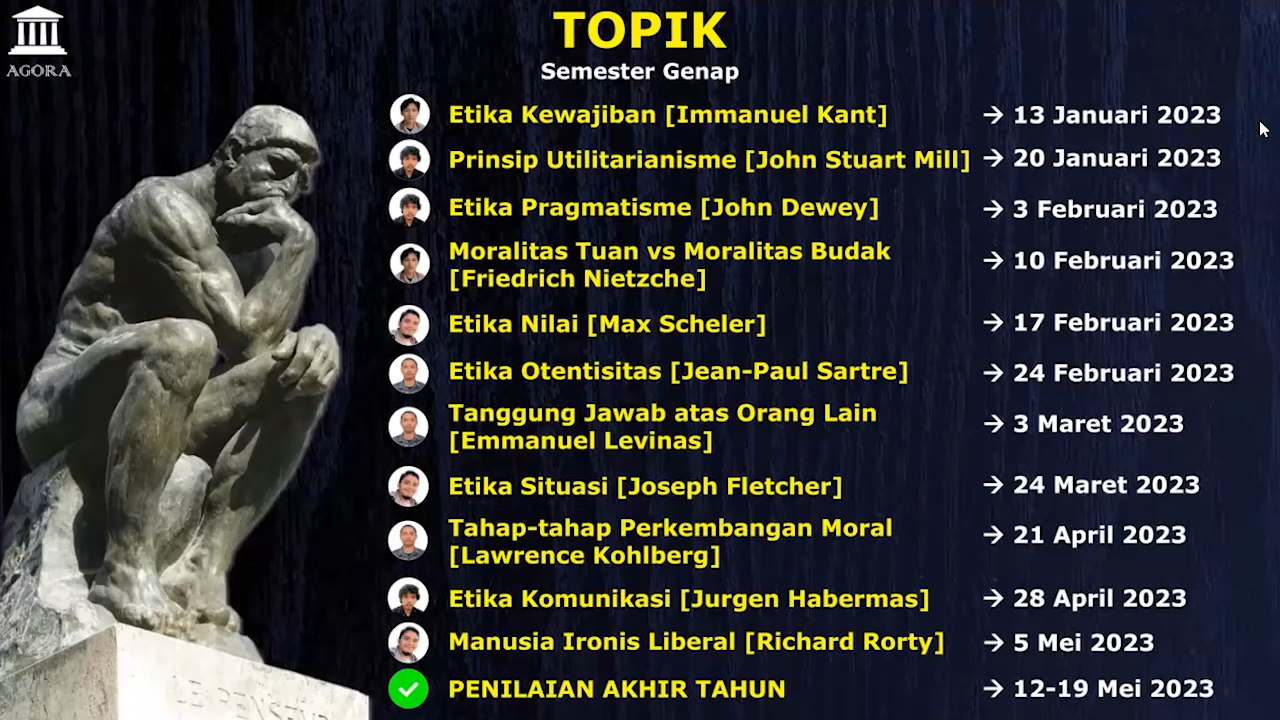 AGORA
TOPIK
Semester Genap
Etika Kewajiban [Immanuel Kant] → 13 Januari 2023
Prinsip Utilitarianisme [John Stuart Mill] → 20 Januari 2023
Etika Pragmatisme [John Dewey] → 3 Februari 2023
Moralitas Tuan vs Moralitas Budak
[Friedrich Nietzche] → 10 Februari 2023
Etika Nilai [Max Scheler] → 17 Februari 2023
Etika Otentisitas [Jean-Paul Sartre] → 24 Februari 2023
Tanggung Jawab atas Orang Lain
[Emmanuel Levinas] → 3 Maret 2023
Etika Situasi [Joseph Fletcher] → 24 Maret 2023
Tahap-tahap Perkembangan Moral
[Lawrence Kohlberg] → 21 April 2023
Etika Komunikasi [Jurgen Habermas] → 28 April 2023
Manusia Ironis Liberal [Richard Rorty] → 5 Mei 2023
PENILAIAN AKHIR TAHUN → 12-19 Mei 2023